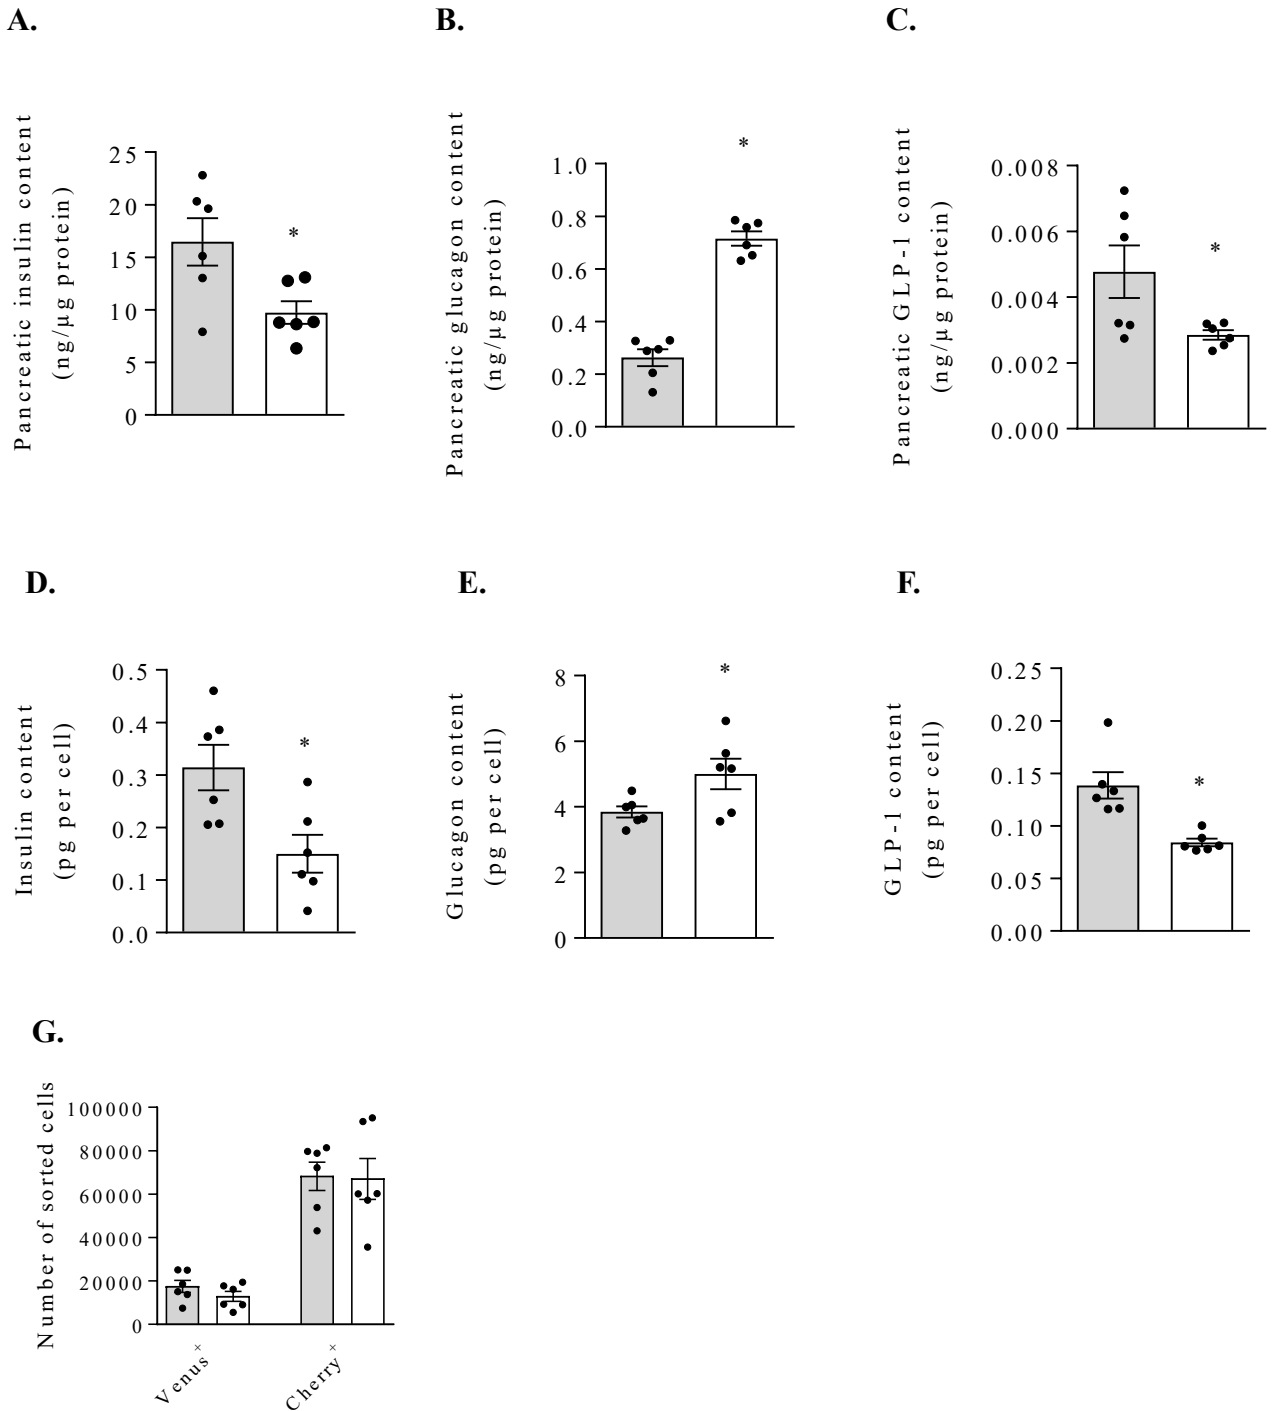 A.
B.
C.
Pancreatic insulin content
(ng/µg protein)
25
20
15
10
5
0
*
Pancreatic glucagon content
(ng/µg protein)
1.0
0.8
0.6
0.4
0.2
0.0
*
Pancreatic GLP-1 content
(ng/µg protein)
0.008
0.006
0.004
0.002
0.000
*
D.
E.
F.
Insulin content
(pg per cell)
0.5
0.4
0.3
0.2
0.1
0.0
*
Glucagon content
(pg per cell)
8
6
4
2
0
*
GLP-1 content
(pg per cell)
0.25
0.20
0.15
0.10
0.05
0.00
*
G.
Number of sorted cells
100000
80000
60000
40000
20000
0
Venus+
Cherry+